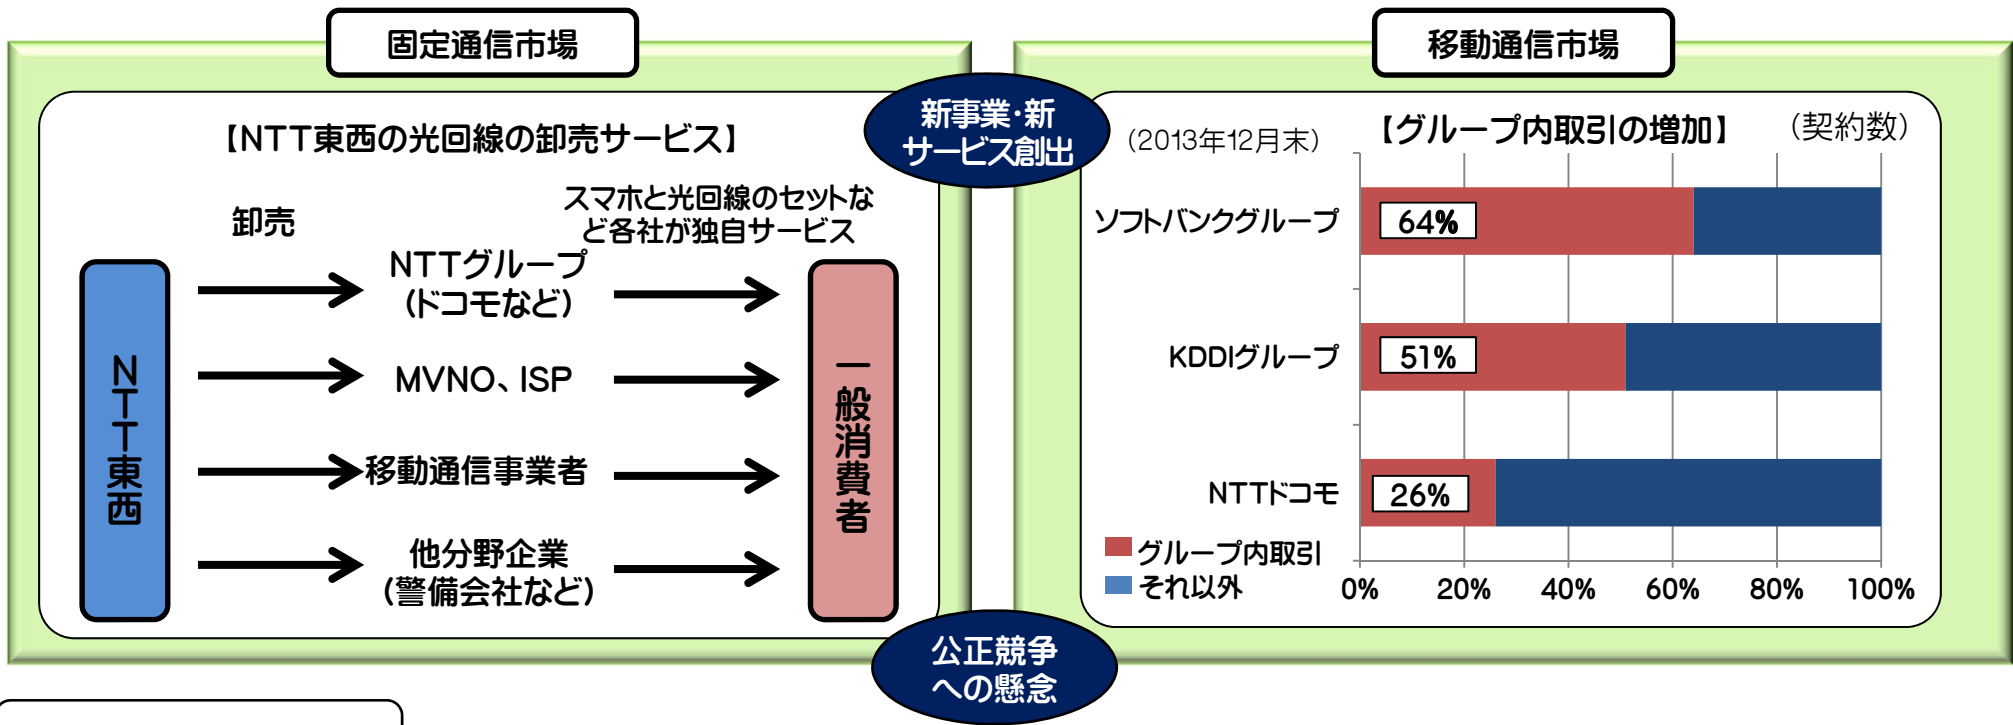 固定通信市場
【NTT東西の光回線の卸売サービス】
卸売
スマホと光回線のセットな
ど各社が独自サービス
NTT東西
NTTグループ
(ドコモなど)
MVNO、ISP
移動通信事業者
他分野企業
(警備会社など)
一般消費者
新事業・新
サービス創出
公正競争
への懸念
移動通信市場
(2013年12月末)
【グループ内取引の増加】
(契約数)
ソフトバンクグループ
64%
KDDIグループ
51%
NTTドコモ
26%
グループ内取引
それ以外
0% 20% 40% 60% 80% 100%